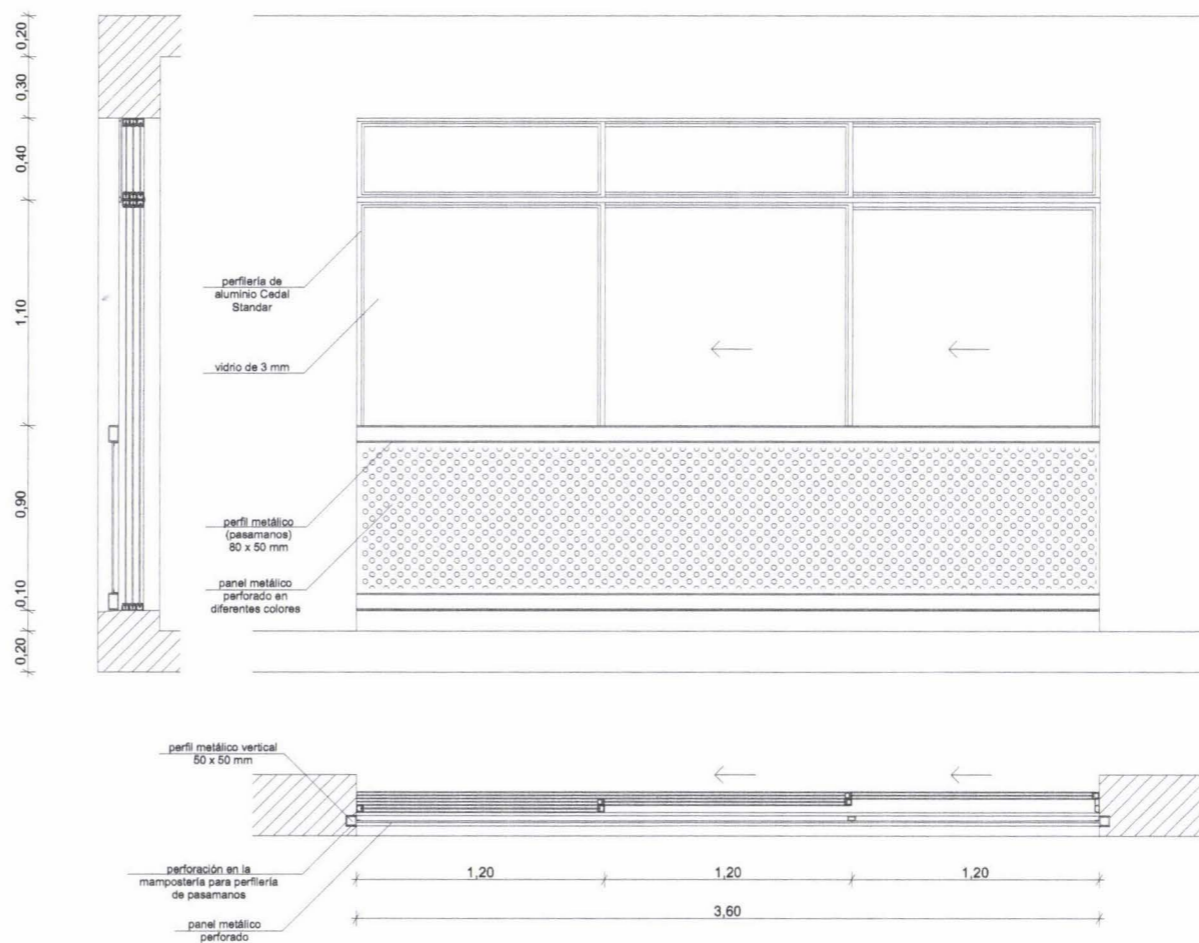 0,20
0,30
0,40
1,10
0,90
0,10
0,20
perfilería de
aluminio Cedal
Standar
vidrio de 3 mm
perfil metálico
(pasamanos)
80 x 50 mm
panel metálico
perforado en
diferentes colores
perfil metálico vertical
50 x 50 mm
perforación en la
mampostería para perfilería
de pasamanos
panel metálico
perforado
1,20
1,20
1,20
3,60